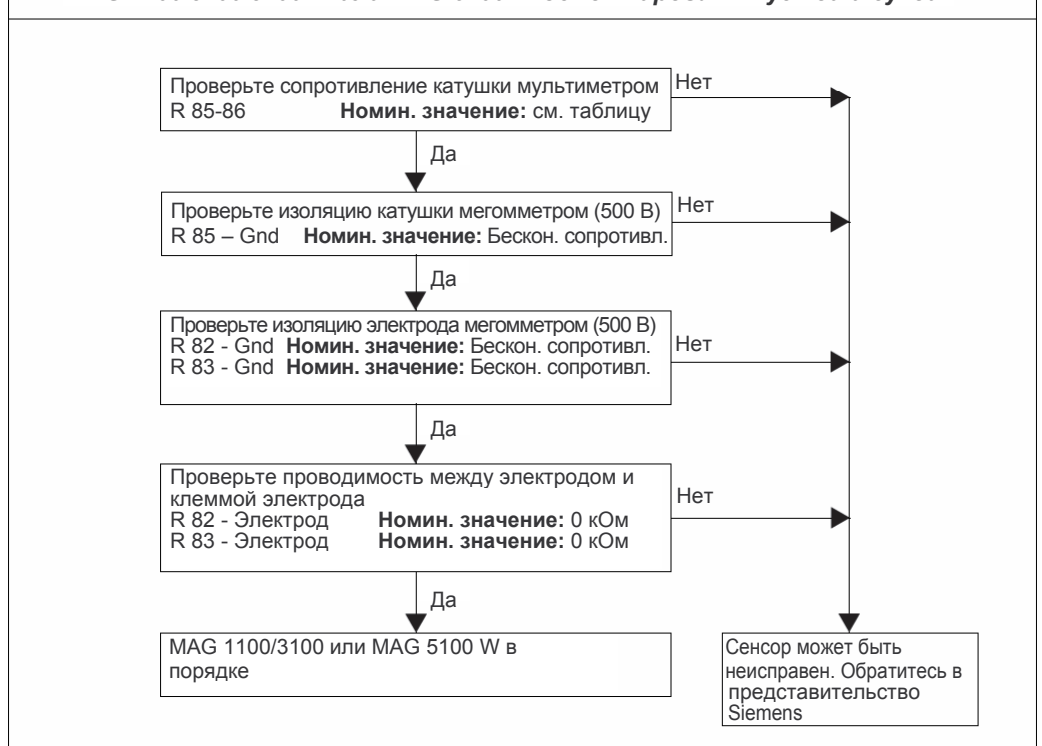 Проверьте сопротивление катушки мультиметром
R 85-86 Номин. значение: см. таблицу
Нет
Да
Проверьте изоляцию катушки мегомметром (500 В)
R 85 – Gnd Номин. значение: Бескон. сопротивл.
Нет
Да
Проверьте изоляцию электрода мегомметром (500 В)
R 82 - Gnd Номин. значение: Бескон. сопротивл.
R 83 - Gnd Номин. значение: Бескон. сопротивл.
Нет
Да
Проверьте проводимость между электродом и
клеммой электрода
R 82 - Электрод Номин. значение: 0 кОм
R 83 - Электрод Номин. значение: 0 кОм
Нет
Да
MAG 1100/3100 или MAG 5100 W в
порядке
Сенсор может быть
неисправен. Обратитесь в
представительство
Siemens